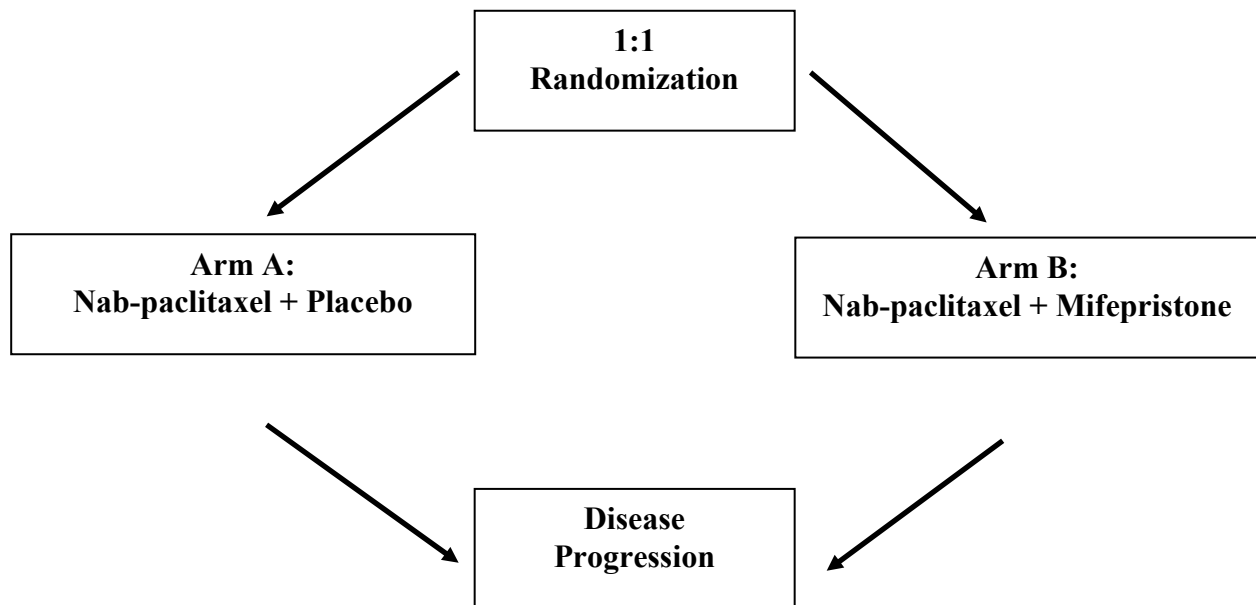 1:1
Randomization
Arm A:
Nab-paclitaxel + Placebo
Arm B:
Nab-paclitaxel + Mifepristone
Disease
Progression